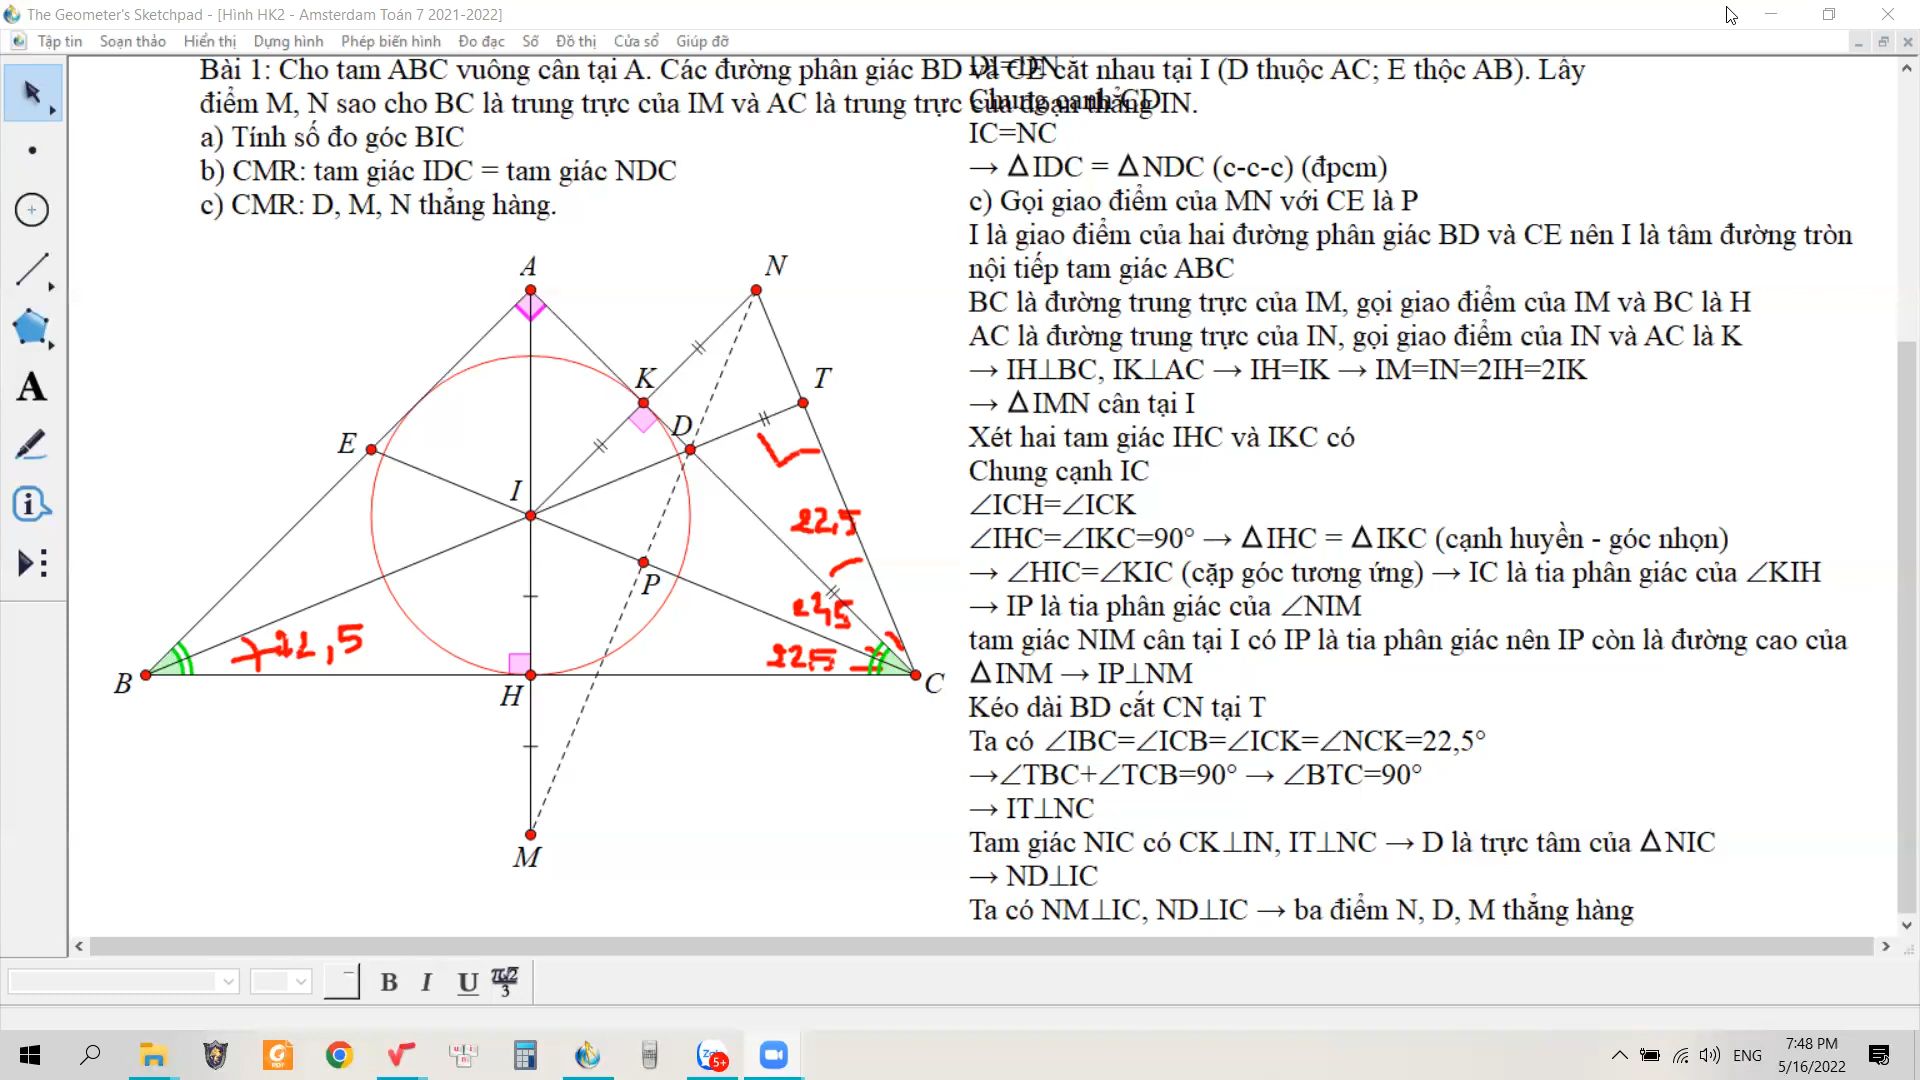 The Geometer's Sketchpad - [Hình HK2 - Amsterdam Toán 7 2021-2022]
Tập tin Soạn thảo Hiển thị Dựng hình Phép biến hình Đo đạc Số Đồ thị Cửa sổ Giúp đỡ
Bài 1: Cho tam ABC vuông cân tại A. Các đường phân giác BD và CE cắt nhau tại I (D thuộc AC; E thộc AB). Lấy
điểm M, N sao cho BC là trung trực của IM và AC là trung trực của đoạn thẳng IN.
a) Tính số đo góc BIC
b) CMR: tam giác IDC = tam giác NDC
c) CMR: D, M, N thẳng hàng.
DI=DN
Chung cạnh CD
IC=NC
→ ΔIDC = ΔNDC (c-c-c) (đpcm)
c) Gọi giao điểm của MN với CE là P
I là giao điểm của hai đường phân giác BD và CE nên I là tâm đường tròn
nội tiếp tam giác ABC
BC là đường trung trực của IM, gọi giao điểm của IM và BC là H
AC là đường trung trực của IN, gọi giao điểm của IN và AC là K
→ IH⊥BC, IK⊥AC → IH=IK → IM=IN=2IH=2IK
→ ΔIMN cân tại I
Xét hai tam giác IHC và IKC có
Chung cạnh IC
∠ICH=∠ICK
∠IHC=∠IKC=90° → ΔIHC = ΔIKC (cạnh huyền - góc nhọn)
→ ∠HIC=∠KIC (cặp góc tương ứng) → IC là tia phân giác của ∠KIH
→ IP là tia phân giác của ∠NIM
tam giác NIM cân tại I có IP là tia phân giác nên IP còn là đường cao của
ΔINM → IP⊥NM
Kéo dài BD cắt CN tại T
Ta có ∠IBC=∠ICB=∠ICK=∠NCK=22,5°
→∠TBC+∠TCB=90° → ∠BTC=90°
→ IT⊥NC
Tam giác NIC có CK⊥IN, IT⊥NC → D là trực tâm của ΔNIC
→ ND⊥IC
Ta có NM⊥IC, ND⊥IC → ba điểm N, D, M thẳng hàng
A
N
K
T
D
E
I
22,5
P
22,5
22,5
B
H
C
M
B I U
ENG
7:48 PM
5/16/2022
5+